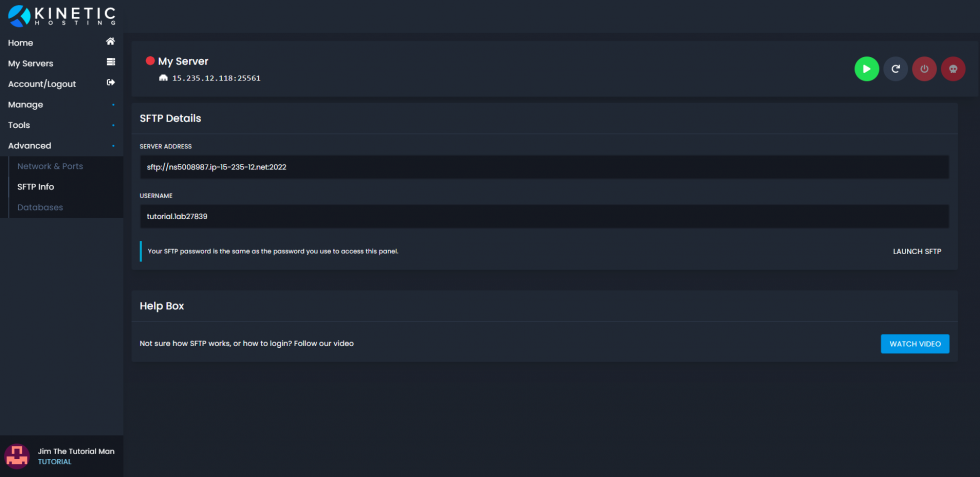 KINETIC
HOSTING
Home
My Servers
Account/Logout
Manage
Tools
Advanced
Network & Ports
SFTP Info
Databases
My Server
15.235.12.118:25561
SFTP Details
SERVER ADDRESS
sftp://ns5008987.ip-15-235-12.net:2022
USERNAME
tutorial.1ab27839
Your SFTP password is the same as the password you use to access this panel.
LAUNCH SFTP
Help Box
Not sure how SFTP works, or how to login? Follow our video
WATCH VIDEO
Jim The Tutorial Man
TUTORIAL